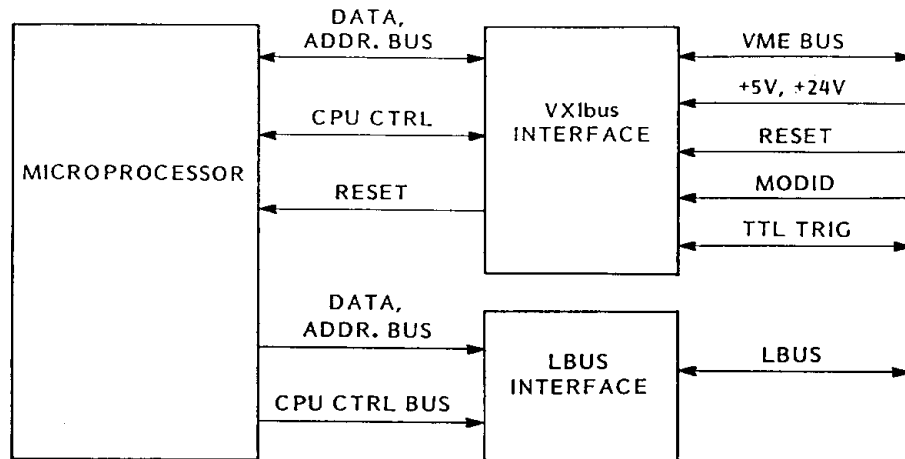 MICROPROCESSOR
DATA,
ADDR. BUS
CPU CTRL
RESET
VXIbus
INTERFACE
VME BUS
+5V, +24V
RESET
MODID
TTL TRIG
DATA,
ADDR. BUS
CPU CTRL BUS
LBUS
INTERFACE
LBUS